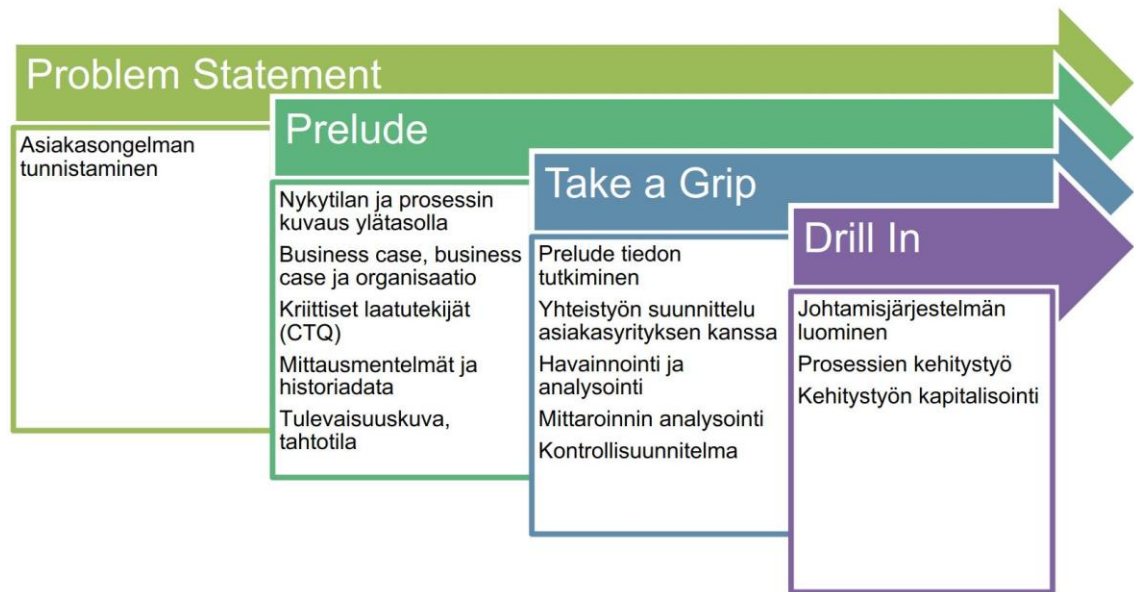 Problem Statement
Asiakasongelman
tunnistaminen
Prelude
Nykytilan ja prosessin
kuvaus ylätasolla
Business case, business
case ja organisaatio
Kriittiset laatutekijät
(CTQ)
Mittausmentelmät ja
historiadata
Tulevaisuuskuva,
tahtotila
Take a Grip
Prelude tiedon
tutkiminen
Yhteistyön suunnittelu
asiakasyrityksen kanssa
Havainnointi ja
analysointi
Mittaroinnin analysointi
Kontrollisuunnitelma
Drill In
Johtamisjärjestelmän
luominen
Prosessien kehitystyö
Kehitystyön kapitalisointi